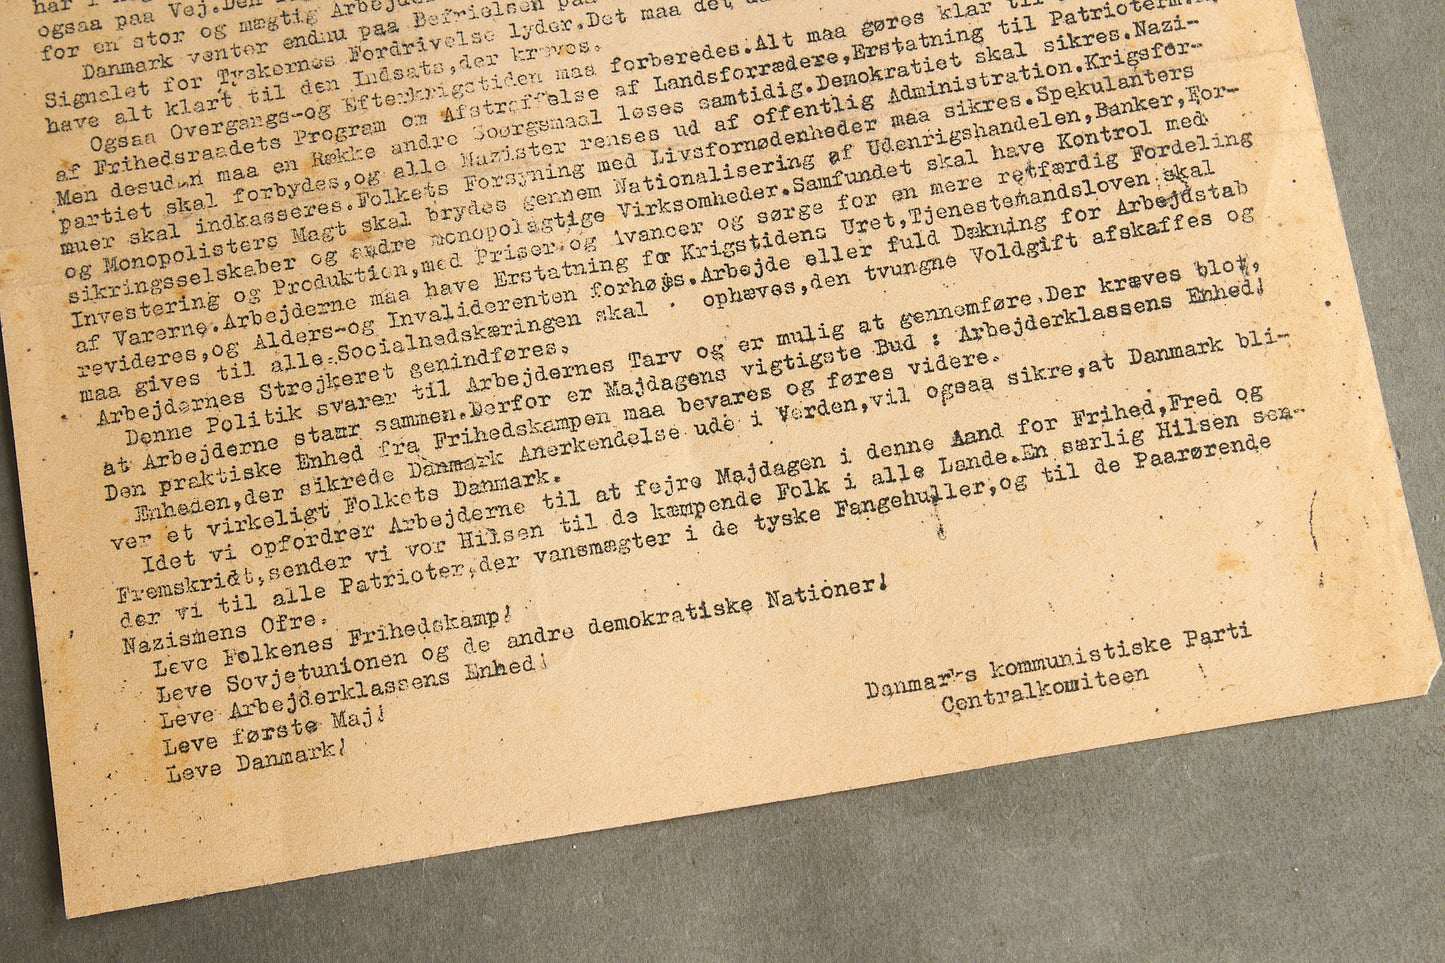 ogsaa paa Vej.Den
for en stor og mægtig Arbejder
Danmark venter endnu paa Befrielsen paa
Signalet for Tyskernes Fordrivelse lyder.Det maa det da
have alt klart til den Indsats,der kræves.
Ogsaa Overgangs-og Efterkrigstiden maa forberedes.Alt maa gøres klar til
af Frihedsraadets Program om Afstraffelse af Landsforrædere,Erstatning til Patrioterm.m.
Men desuden maa en Række andre Spørgsmaal løses samtidig.Demokratiet skal sikres.Nazi-
partiet skal forbydes,og alle Nazister renses ud af offentlig Administration.Krigsfor-
muer skal indkasseres.Folkets Forsyning med Livsfornødenheder maa sikres.Spekulanters
og Monopolisters Magt skal brydes gennem Nationalisering af Udenrigshandelen,Banker,For-
sikringsselskaber og andre monopolagtige Virksomheder.Samfundet skal have Kontrol med
Investering og Produktion,med Priser og Avancer og sørge for en mere retfærdig Fordeling
af Varerne.Arbejderne maa have Erstatning for Krigstidens Uret,Tjenestemandsloven skal
revideres,og Alders-og Invaliderenten forhøjes.Arbejde eller fuld Dækning for Arbejdstab
maa gives til alle.Socialnedskæringen skal ophæves,den tvungne Voldgift afskaffes og
Arbejdernes Strejkeret genindføres.
Denne Politik svarer til Arbejdernes Tarv og er mulig at gennemføre.Der kræves blot,
at Arbejderne staar sammen.Derfor er Majdagens vigtigste Bud : Arbejderklassens Enhed!
Den praktiske Enhed fra Frihedskampen maa bevares og føres videre.
Enheden,der sikrede Danmark Anerkendelse ude i Verden,vil ogsaa sikre,at Danmark bli-
ver et virkeligt Folkets Danmark.
Idet vi opfordrer Arbejderne til at fejre Majdagen i denne Aand for Frihed,Fred og
Fremskridt,sender vi vor Hilsen til de kæmpende Folk i alle Lande.En særlig Hilsen sen-
der vi til alle Patrioter,der vansmægter i de tyske Fangehuller,og til de Paarørende
Nazismens Ofre.
Leve Folkenes Frihedskamp!
Leve Sovjetunionen og de andre demokratiske Nationer!
Leve Arbejderklassens Enhed!
Leve første Maj!
Leve Danmark!
Danmarks kommunistiske Parti
Centralkomiteen